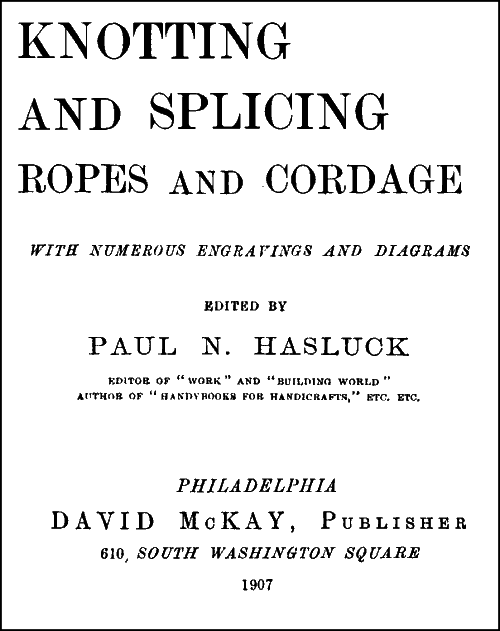 KNOTTING
AND SPLICING
ROPES AND CORDAGE
WITH NUMEROUS ENGRAVINGS AND DIAGRAMS
EDITED BY
PAUL N. HASLUCK
EDITOR OF "WORK" AND "BUILDING WORLD"
AUTHOR OF "HANDYBOOKS FOR HANDICRAFTS," ETC. ETC.
PHILADELPHIA
DAVID McKAY, PUBLISHER
610, SOUTH WASHINGTON SQUARE
1907